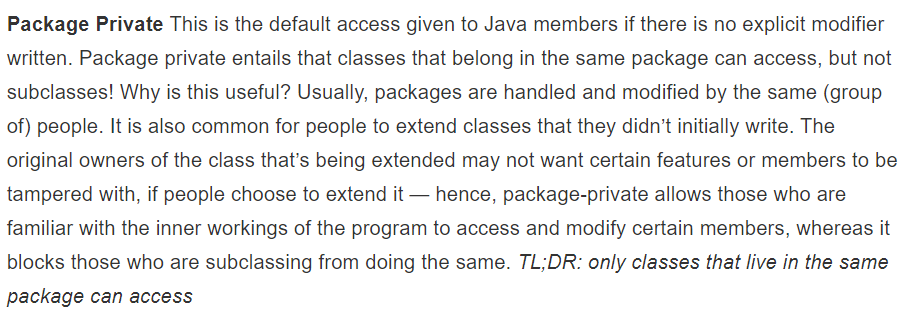 Package Private This is the default access given to Java members if there is no explicit modifier
written. Package private entails that classes that belong in the same package can access, but not
subclasses! Why is this useful? Usually, packages are handled and modified by the same (group
of) people. It is also common for people to extend classes that they didn’t initially write. The
original owners of the class that’s being extended may not want certain features or members to be
tampered with, if people choose to extend it — hence, package-private allows those who are
familiar with the inner workings of the program to access and modify certain members, whereas it
blocks those who are subclassing from doing the same. TL;DR: only classes that live in the same
package can access